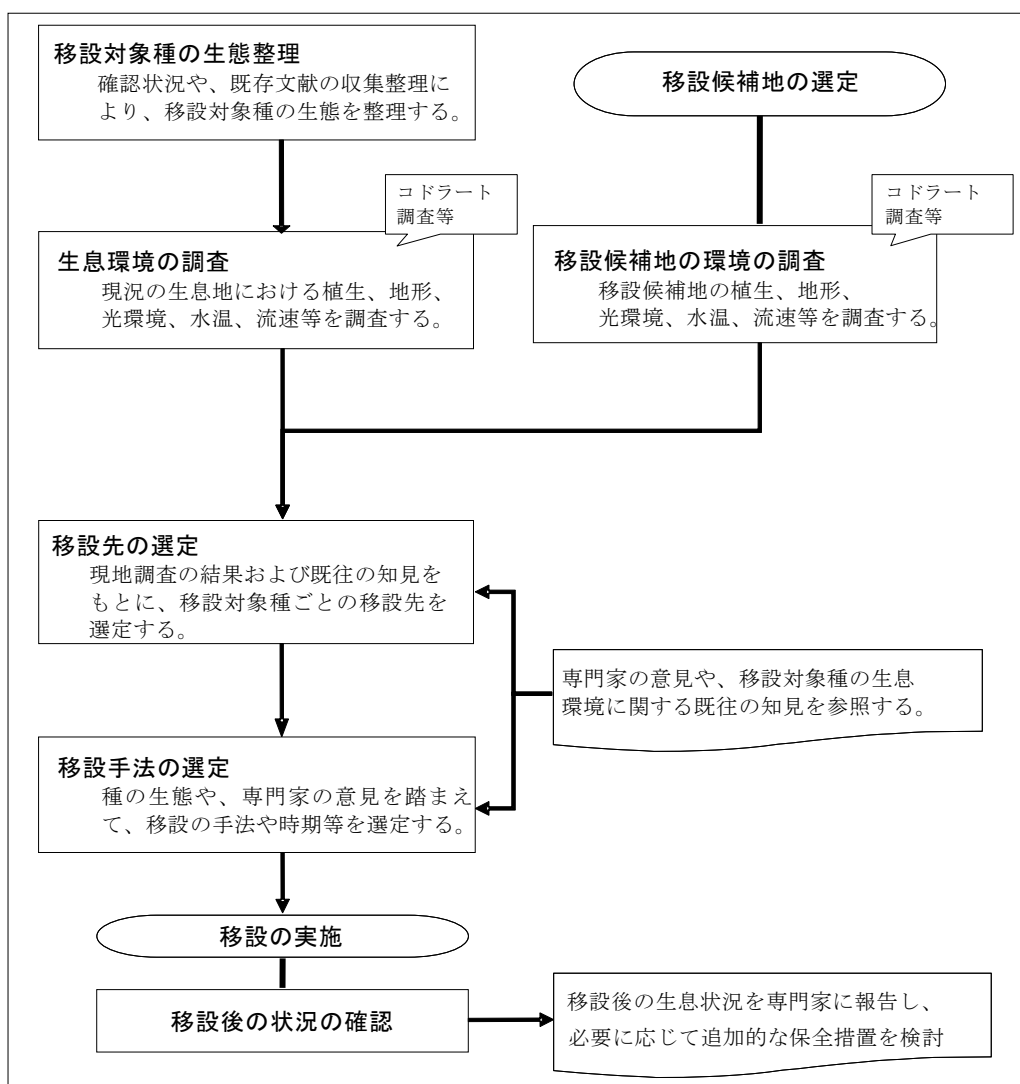 移設対象種の生態整理
確認状況や、既存文献の収集整理に
より、移設対象種の生態を整理する。
移設候補地の選定
コドラート
調査等
生息環境の調査
現況の生息地における植生、地形、
光環境、水温、流速等を調査する。
コドラート
調査等
移設候補地の環境の調査
移設候補地の植生、地形、
光環境、水温、流速等を調査する。
移設先の選定
現地調査の結果および既往の知見を
もとに、移設対象種ごとの移設先を
選定する。
専門家の意見や、移設対象種の生息
環境に関する既往の知見を参照する。
移設手法の選定
種の生態や、専門家の意見を踏まえ
て、移設の手法や時期等を選定する。
移設の実施
移設後の状況の確認
移設後の生息状況を専門家に報告し、
必要に応じて追加的な保全措置を検討